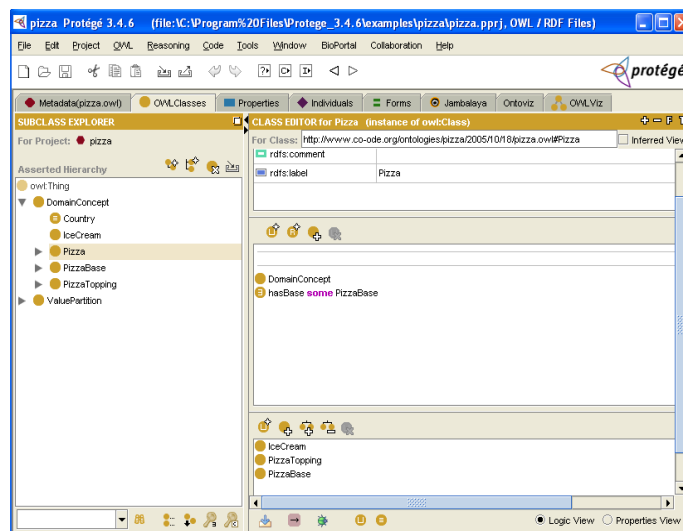 pizza Protégé 3.4.6 (file:\C:\Program%20Files\Protege_3.4.6\examples\pizza\pizza.pprj, OWL / RDF Files)
File Edit Project OWL Reasoning Code Tools Window BioPortal Collaboration Help
protégé
Metadata(pizza.owl) OWLClasses Properties Individuals Forms Jambalaya Ontoviz OWLViz
SUBCLASS EXPLORER
For Project: pizza
Asserted Hierarchy
owl:Thing
DomainConcept
Country
IceCream
Pizza
PizzaBase
PizzaTopping
ValuePartition
CLASS EDITOR for Pizza (instance of owl:Class)
For Class: http://www.co-ode.org/ontologies/pizza/2005/10/18/pizza.owl#Pizza Inferred View
rdfs:comment
rdfs:label Pizza
DomainConcept
hasBase some PizzaBase
IceCream
PizzaTopping
PizzaBase
Logic View Properties View